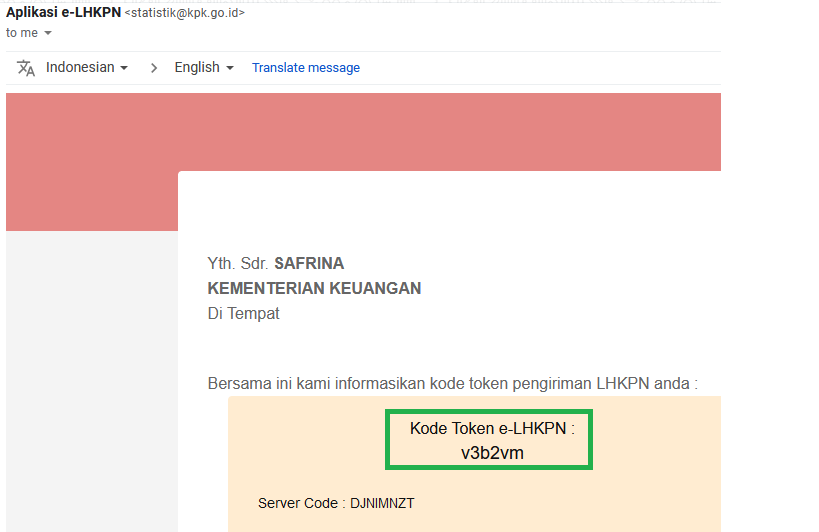 Aplikasi e-LHKPN <statistik@kpk.go.id>
to me
Indonesian > English Translate message
Yth. Sdr. SAFRINA
KEMENTERIAN KEUANGAN
Di Tempat
Bersama ini kami informasikan kode token pengiriman LHKPN anda :
Kode Token e-LHKPN :
v3b2vm
Server Code : DJNIMNZT